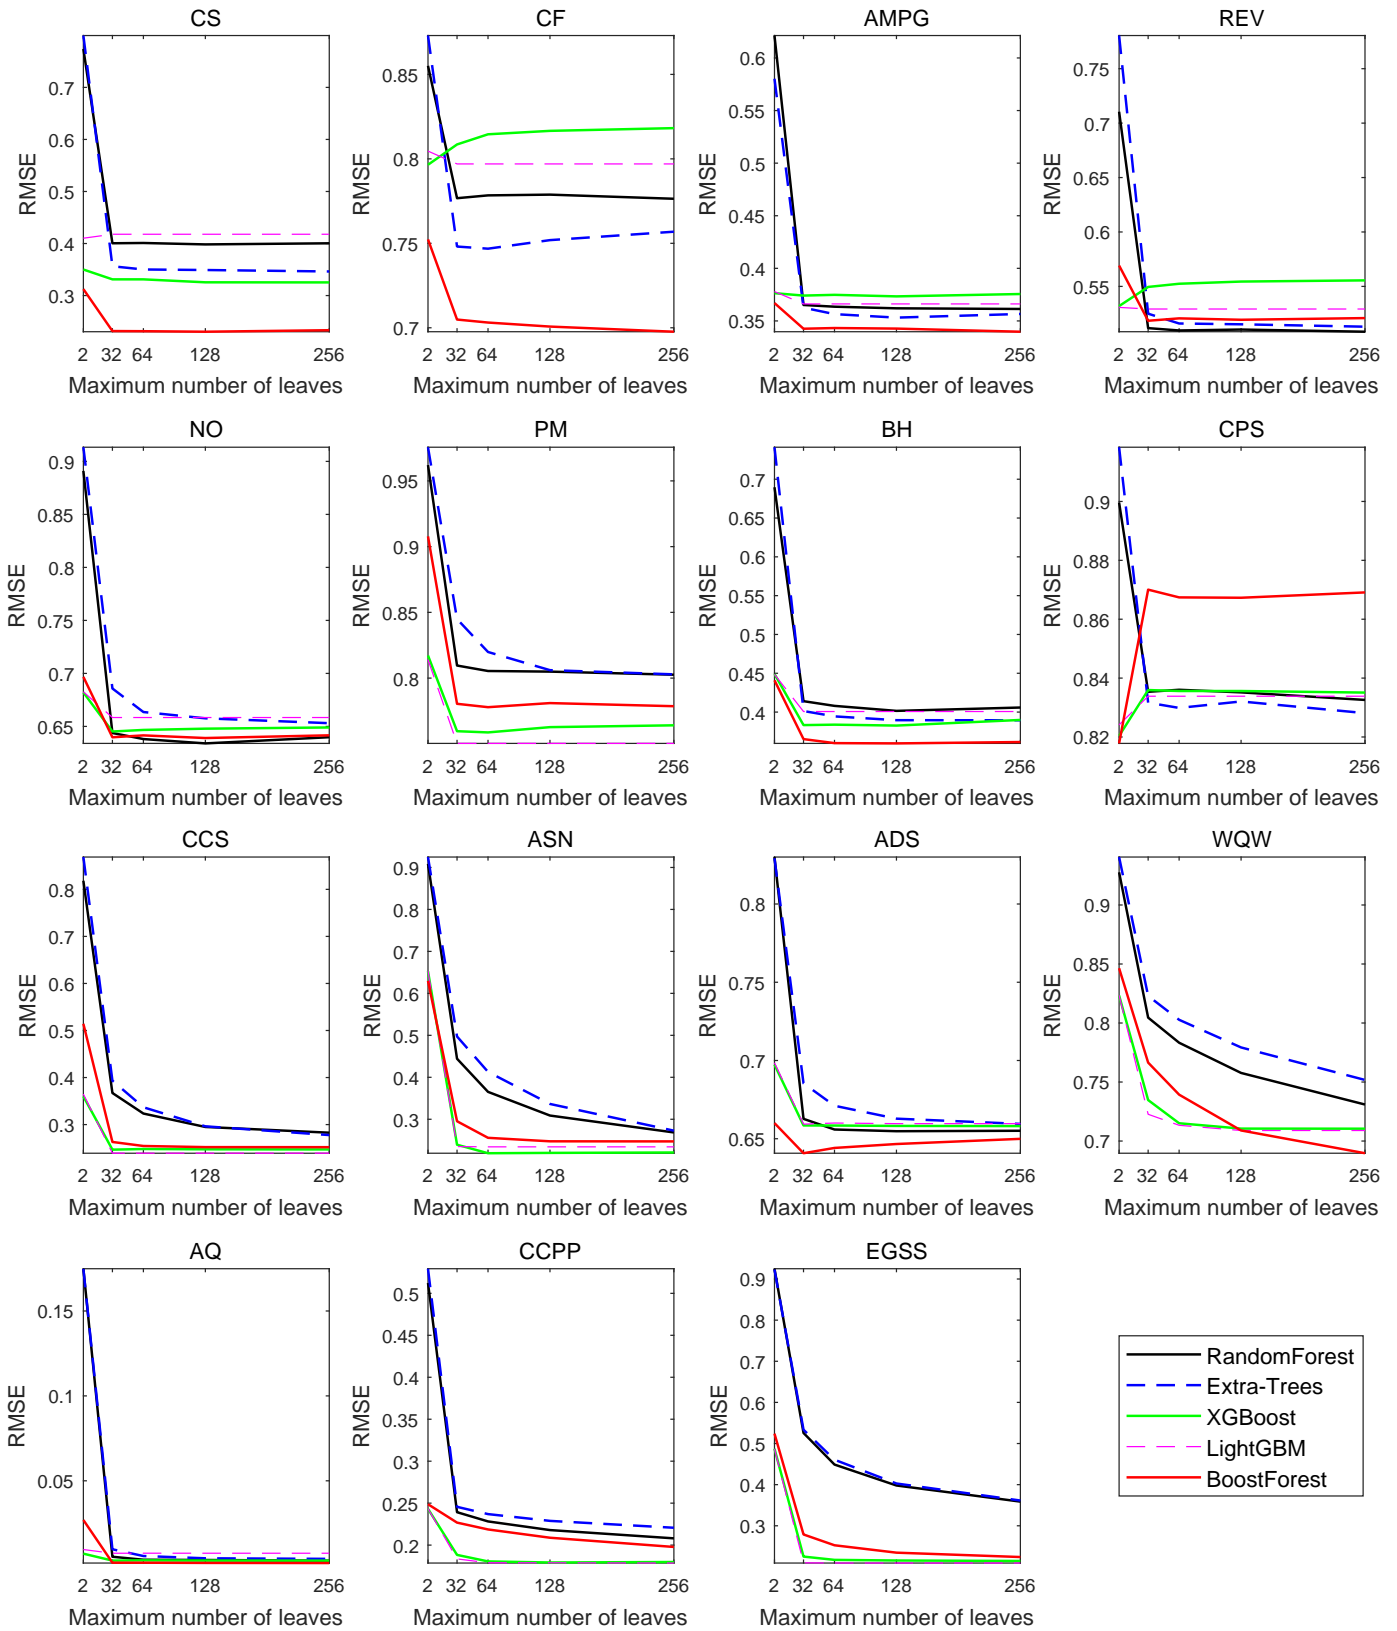 CS
CF
AMPG
REV
0.7
0.6
0.5
0.4
0.3
RMSE
2 32 64 128 256
Maximum number of leaves
0.85
0.8
0.75
0.7
RMSE
2 32 64 128 256
Maximum number of leaves
0.6
0.55
0.5
0.45
0.4
0.35
RMSE
2 32 64 128 256
Maximum number of leaves
0.75
0.7
0.65
0.6
0.55
RMSE
2 32 64 128 256
Maximum number of leaves
NO
PM
BH
CPS
0.9
0.85
0.8
0.75
0.7
0.65
RMSE
2 32 64 128 256
Maximum number of leaves
0.95
0.9
0.85
0.8
RMSE
2 32 64 128 256
Maximum number of leaves
0.7
0.65
0.6
0.55
0.5
0.45
0.4
RMSE
2 32 64 128 256
Maximum number of leaves
0.9
0.88
0.86
0.84
0.82
RMSE
2 32 64 128 256
Maximum number of leaves
CCS
ASN
ADS
WQW
0.8
0.7
0.6
0.5
0.4
0.3
RMSE
2 32 64 128 256
Maximum number of leaves
0.9
0.8
0.7
0.6
0.5
0.4
0.3
RMSE
2 32 64 128 256
Maximum number of leaves
0.8
0.75
0.7
0.65
RMSE
2 32 64 128 256
Maximum number of leaves
0.9
0.85
0.8
0.75
0.7
RMSE
2 32 64 128 256
Maximum number of leaves
AQ
CCPP
EGSS
0.15
0.1
0.05
RMSE
2 32 64 128 256
Maximum number of leaves
0.5
0.45
0.4
0.35
0.3
0.25
0.2
RMSE
2 32 64 128 256
Maximum number of leaves
0.9
0.8
0.7
0.6
0.5
0.4
0.3
RMSE
2 32 64 128 256
Maximum number of leaves
RandomForest
Extra-Trees
XGBoost
LightGBM
BoostForest